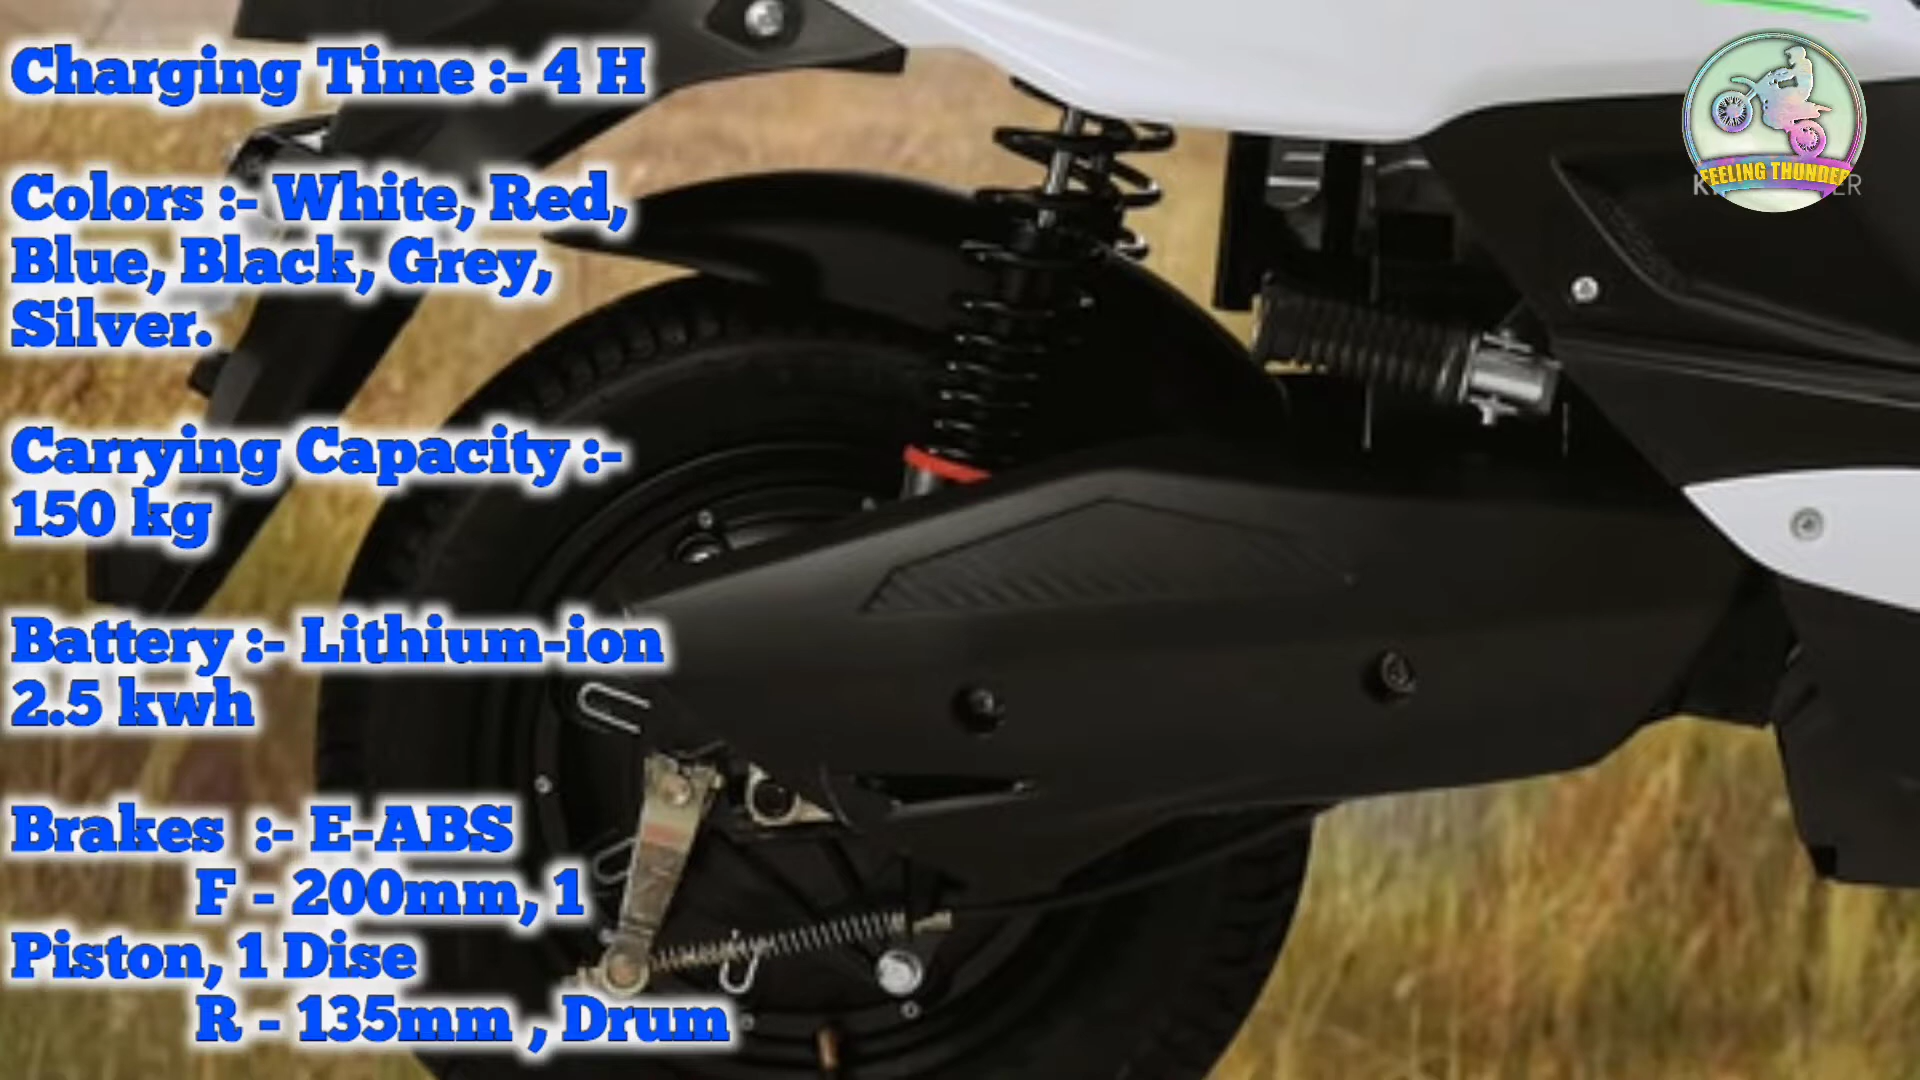 Charging Time :- 4 H
Colors :- White, Red,
Blue, Black, Grey,
Silver.
Carrying Capacity :-
150 kg
Battery :- Lithium-ion
2.5 kwh
Brakes :- E-ABS
F - 200mm, 1
Piston, 1 Dise
R - 135mm , Drum
FEELING THUNDER